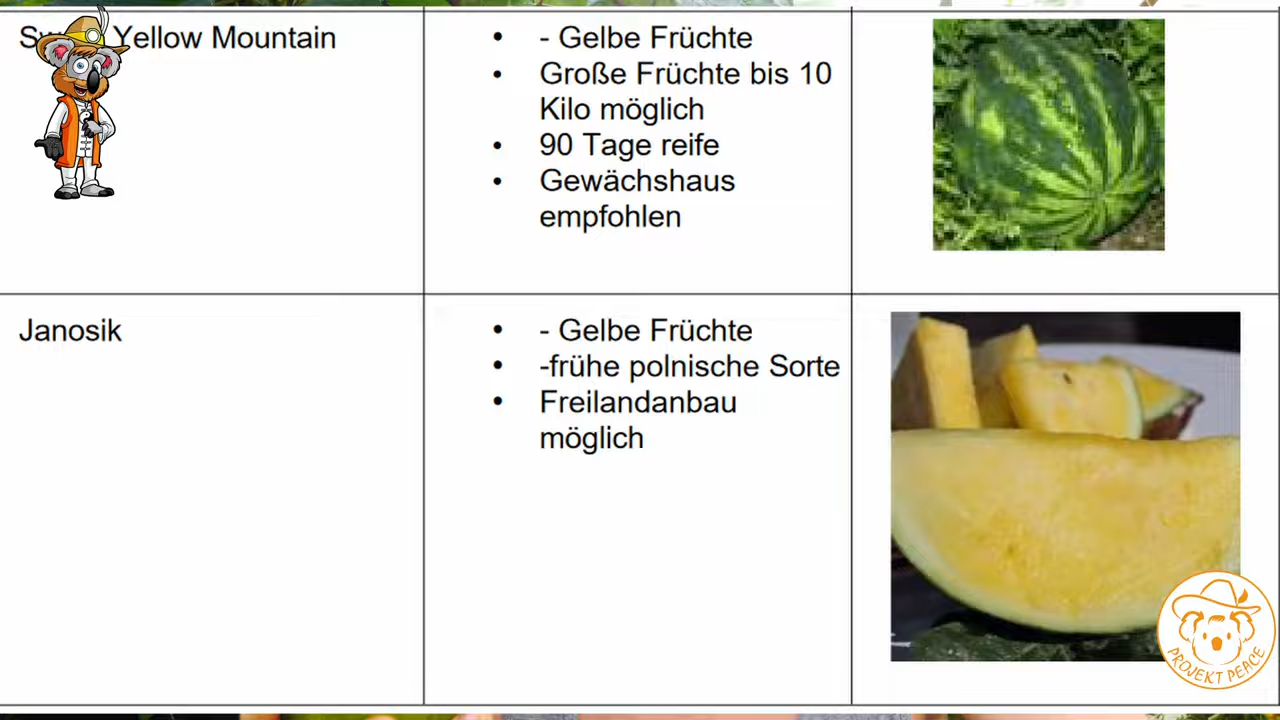 Yellow Mountain
- Gelbe Früchte
Große Früchte bis 10
Kilo möglich
90 Tage reife
Gewächshaus
empfohlen
Janosik
- Gelbe Früchte
-frühe polnische Sorte
Freilandanbau
möglich
PROJEKT PEACE